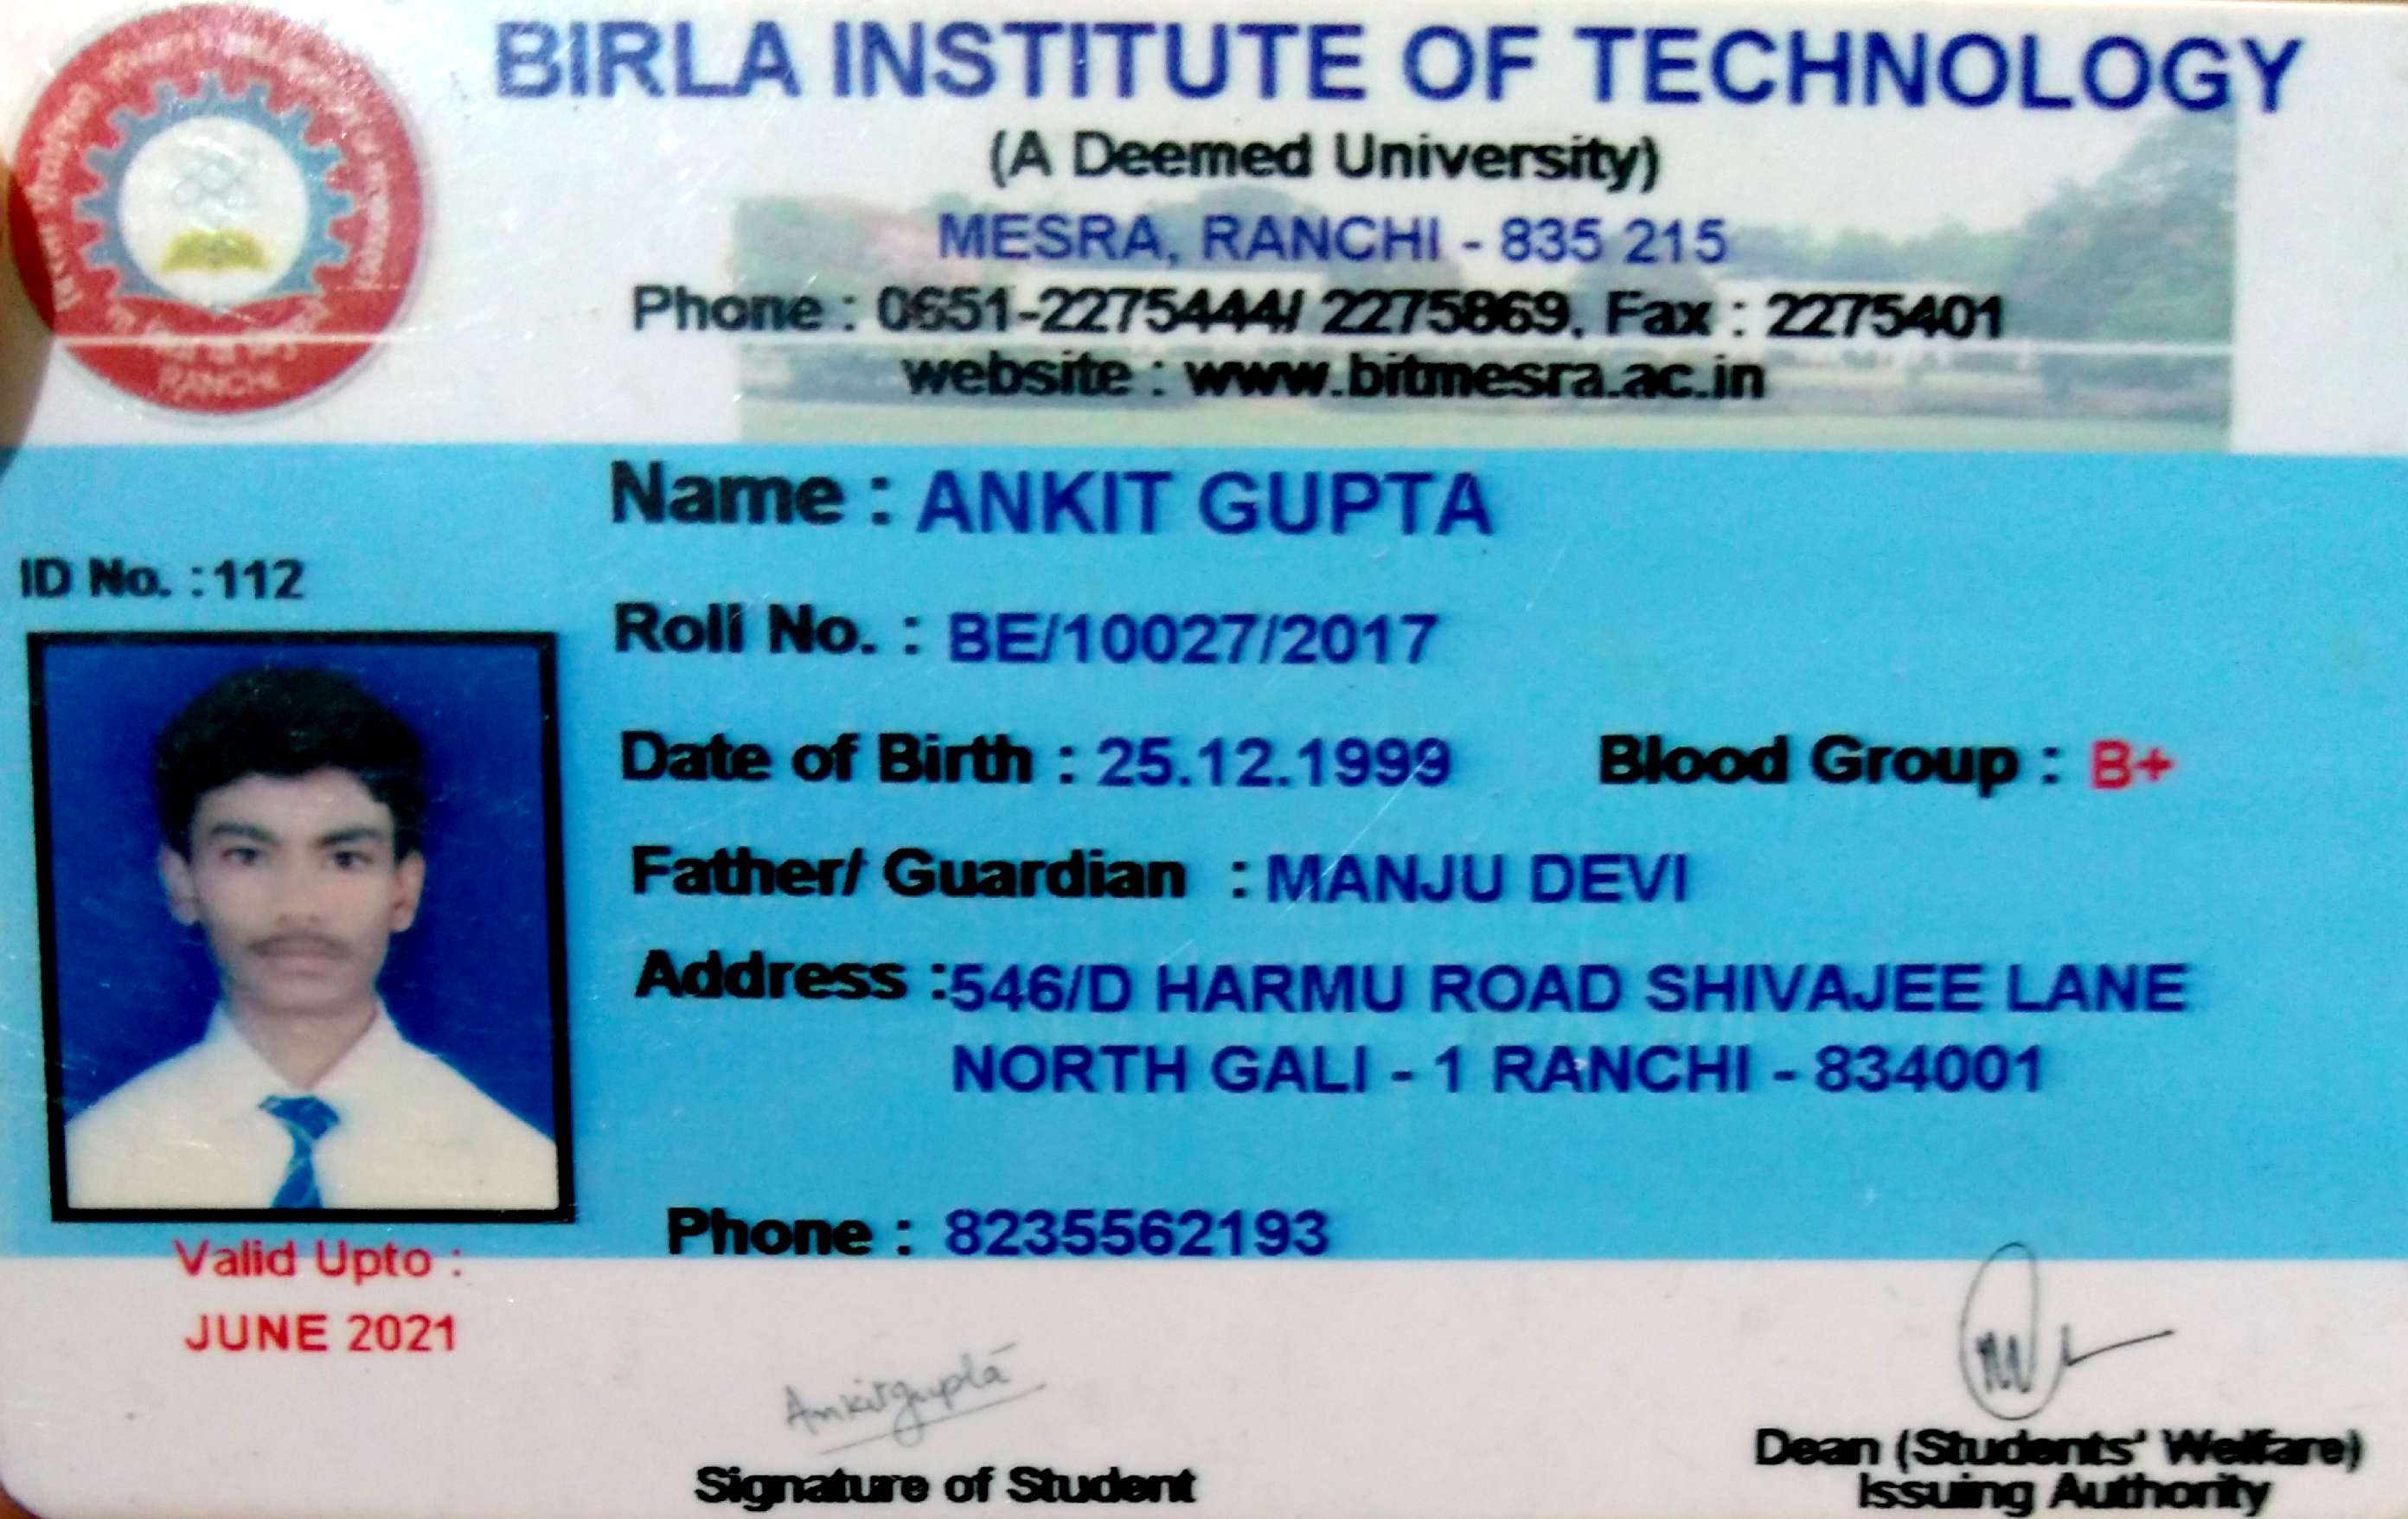 BIRLA INSTITUTE OF TECHNOLOGY
(A Deemed University)
MESRA, RANCHI - 835 215
Phone : 0651-2275444/ 2275869, Fax : 2275401
website : www.bitmesra.ac.in
RANCHI
Name : ANKIT GUPTA
ID No. :112
Roll No. : BE/10027/2017
Date of Birth : 25.12.1999 Blood Group : B+
Father/ Guardian : MANJU DEVI
Address :546/D HARMU ROAD SHIVAJEE LANE
NORTH GALI - 1 RANCHI - 834001
Phone : 8235562193
Valid Upto :
JUNE 2021
Ankitgupta
Signature of Student
Dean (Students' Welfare)
Issuing Authority